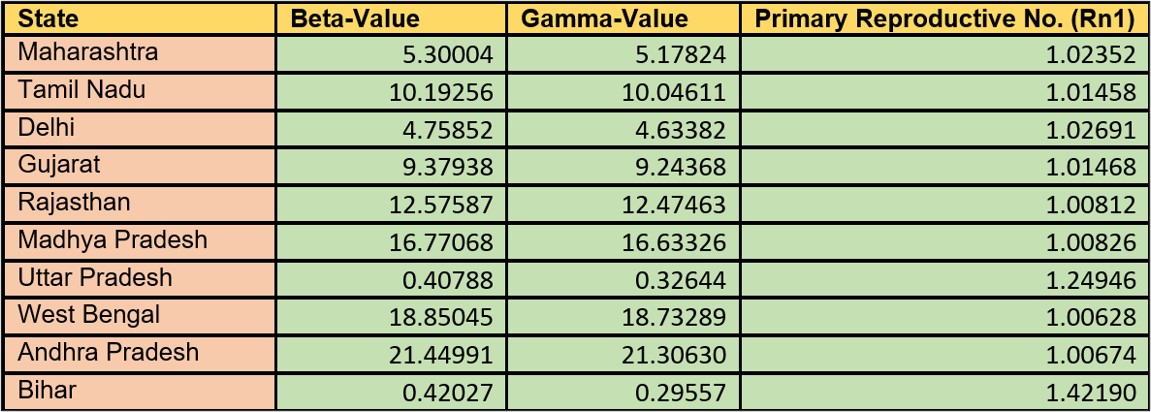 State Beta-Value Gamma-Value Primary Reproductive No. (Rn1)
Maharashtra 5.30004 5.17824 1.02352
Tamil Nadu 10.19256 10.04611 1.01458
Delhi 4.75852 4.63382 1.02691
Gujarat 9.37938 9.24368 1.01468
Rajasthan 12.57587 12.47463 1.00812
Madhya Pradesh 16.77068 16.63326 1.00826
Uttar Pradesh 0.40788 0.32644 1.24946
West Bengal 18.85045 18.73289 1.00628
Andhra Pradesh 21.44991 21.30630 1.00674
Bihar 0.42027 0.29557 1.42190